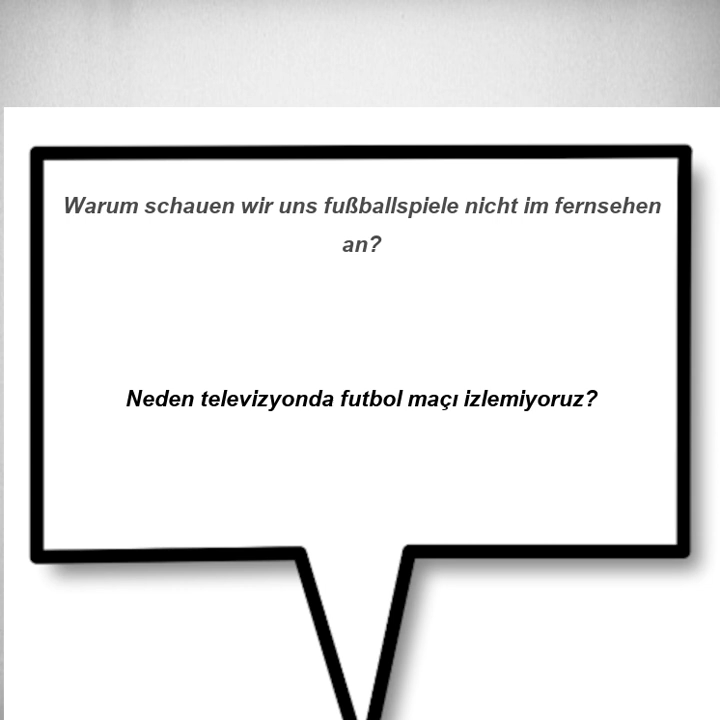 Warum schauen wir uns fußballspiele nicht im fernsehen
an?
Neden televizyonda futbol maçı izlemiyoruz?